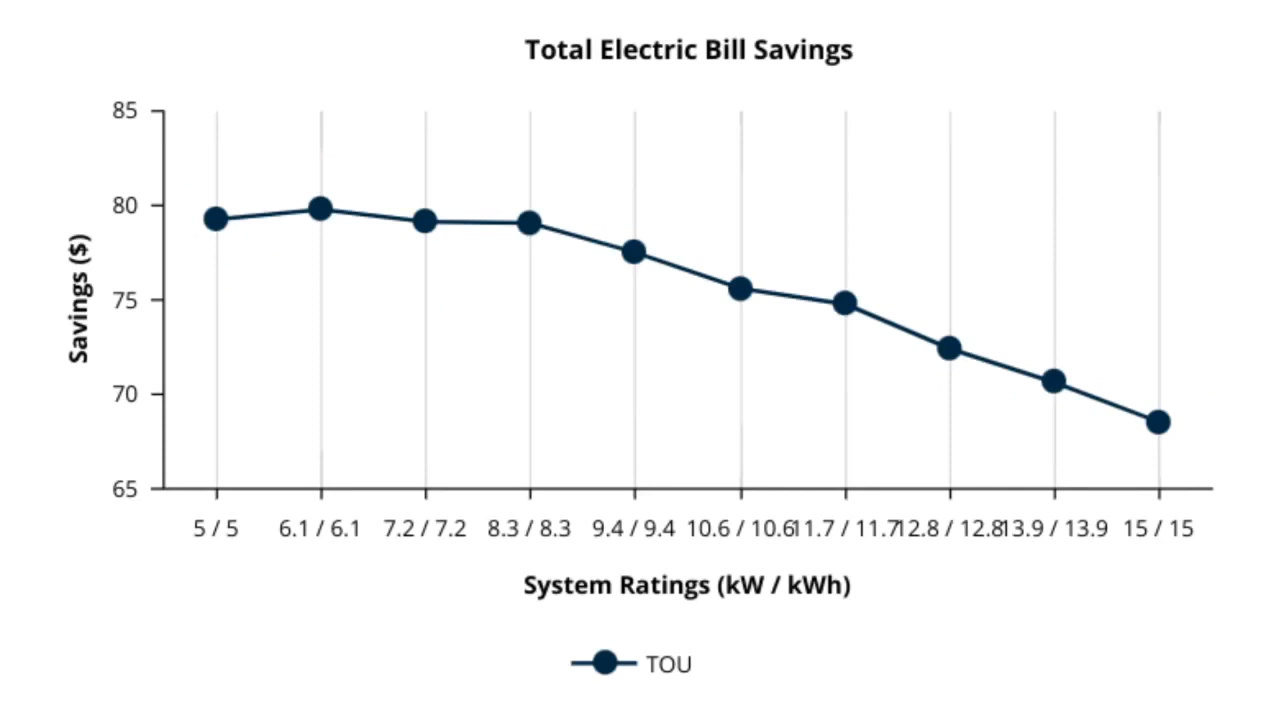 Total Electric Bill Savings
85
80
75
70
65
Savings ($)
5 / 5 6.1 / 6.1 7.2 / 7.2 8.3 / 8.3 9.4 / 9.4 10.6 / 10.6 11.7 / 11.7 12.8 / 12.8 13.9 / 13.9 15 / 15
System Ratings (kW / kWh)
TOU